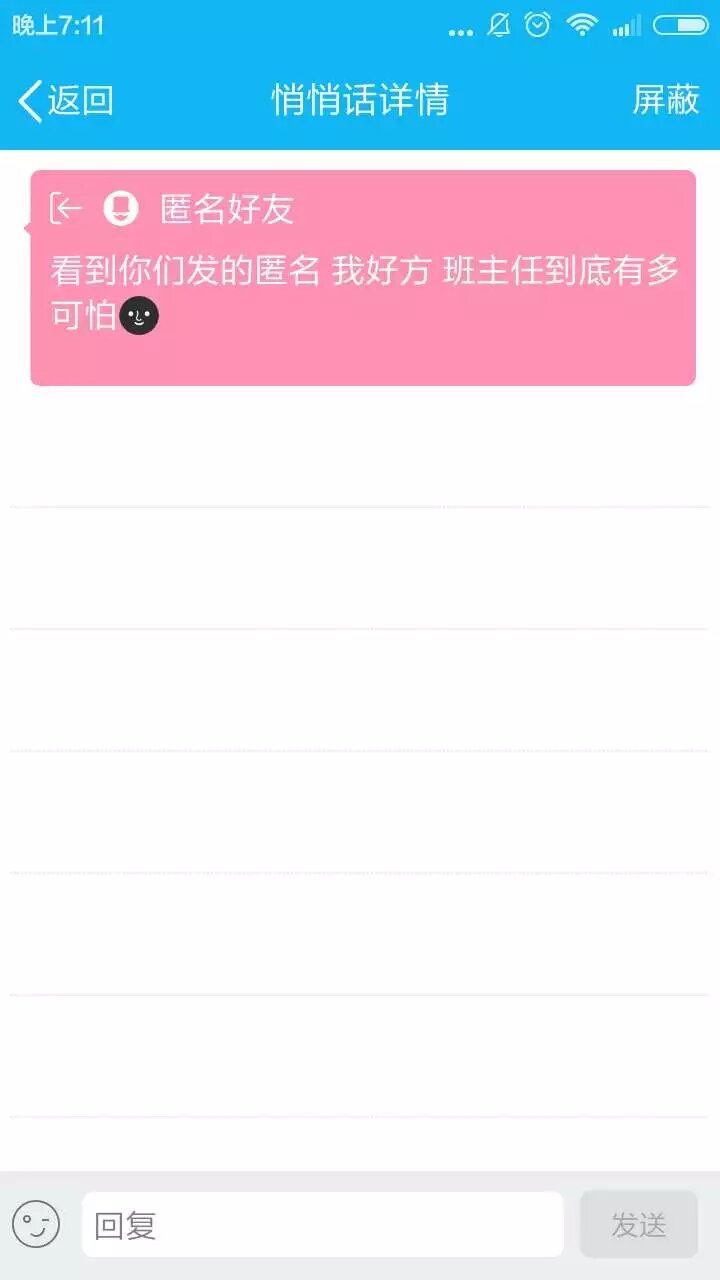 晚上7:11
返回
悄悄话详情
屏蔽
匿名好友
看到你们发的匿名 我好方 班主任到底有多
可怕🌚
回复
发送